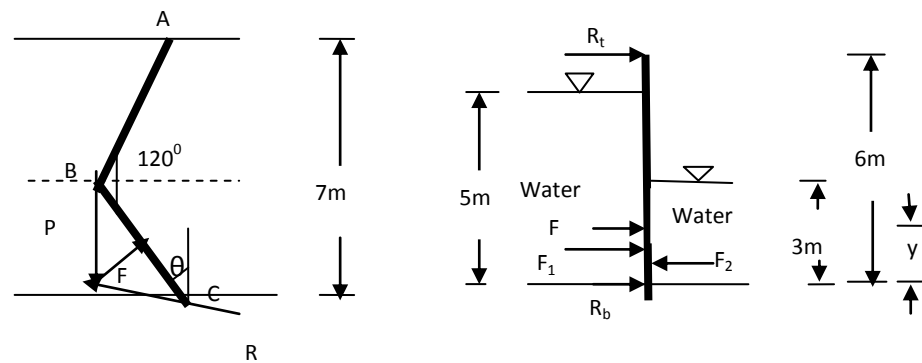 A
B
120⁰
P
F
θ
C
R
7m
Rₜ
5m
Water
Water
6m
F
F₁
F₂
3m
y
R_b